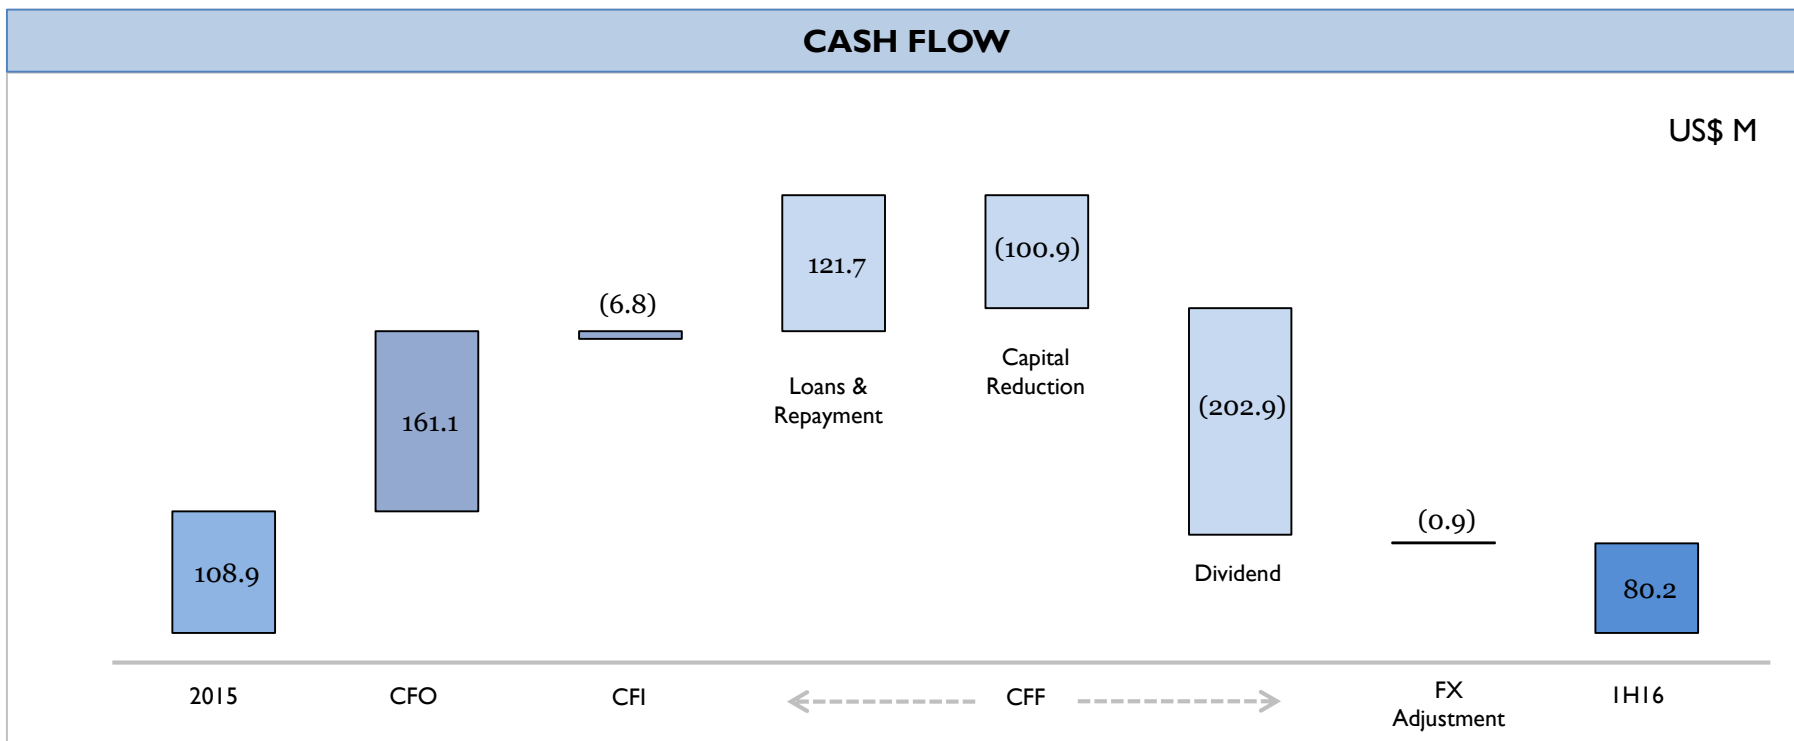 CASH FLOW
US$ M
108.9
161.1
(6.8)
121.7
Loans &
Repayment
(100.9)
Capital
Reduction
(202.9)
Dividend
(0.9)
80.2
2015
CFO
CFI
CFF
FX
Adjustment
1H16